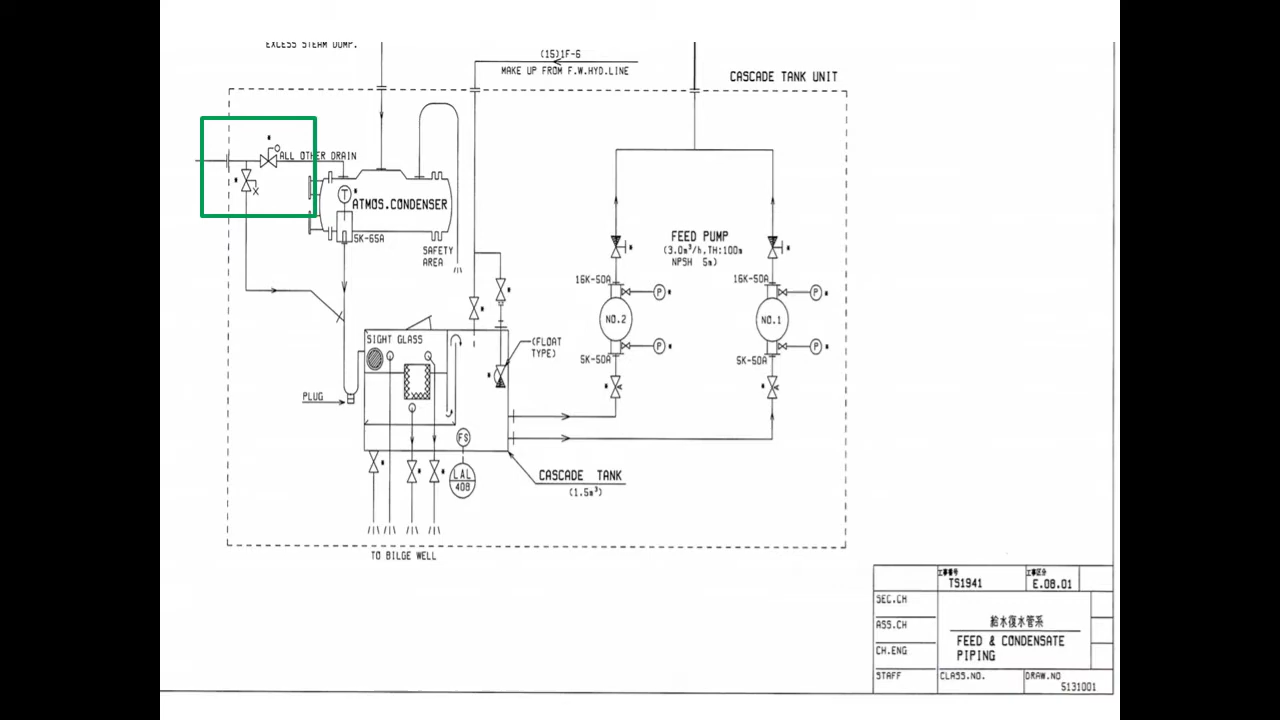 EXCESS STEAM DUMP.
(15)1F-6
MAKE UP FROM F.W.HYD.LINE
CASCADE TANK UNIT
ALL OTHER DRAIN
T
ATMOS.CONDENSER
5K-65A
SAFETY
AREA
FEED PUMP
(3.0m³/h,TH:100m
NPSH 5m)
16K-50A
P
16K-50A
P
NO.2
NO.1
5K-50A
P
5K-50A
P
SIGHT GLASS
(FLOAT
TYPE)
PLUG
FS
LAL
408
CASCADE TANK
(1.5m³)
TO BILGE WELL
工事番号
TS1941
工事区分
E.08.01
SEC.CH
ASS.CH
CH.ENG
STAFF
給水復水管系
FEED & CONDENSATE
PIPING
CLASS.NO.
DRAW.NO
S131001